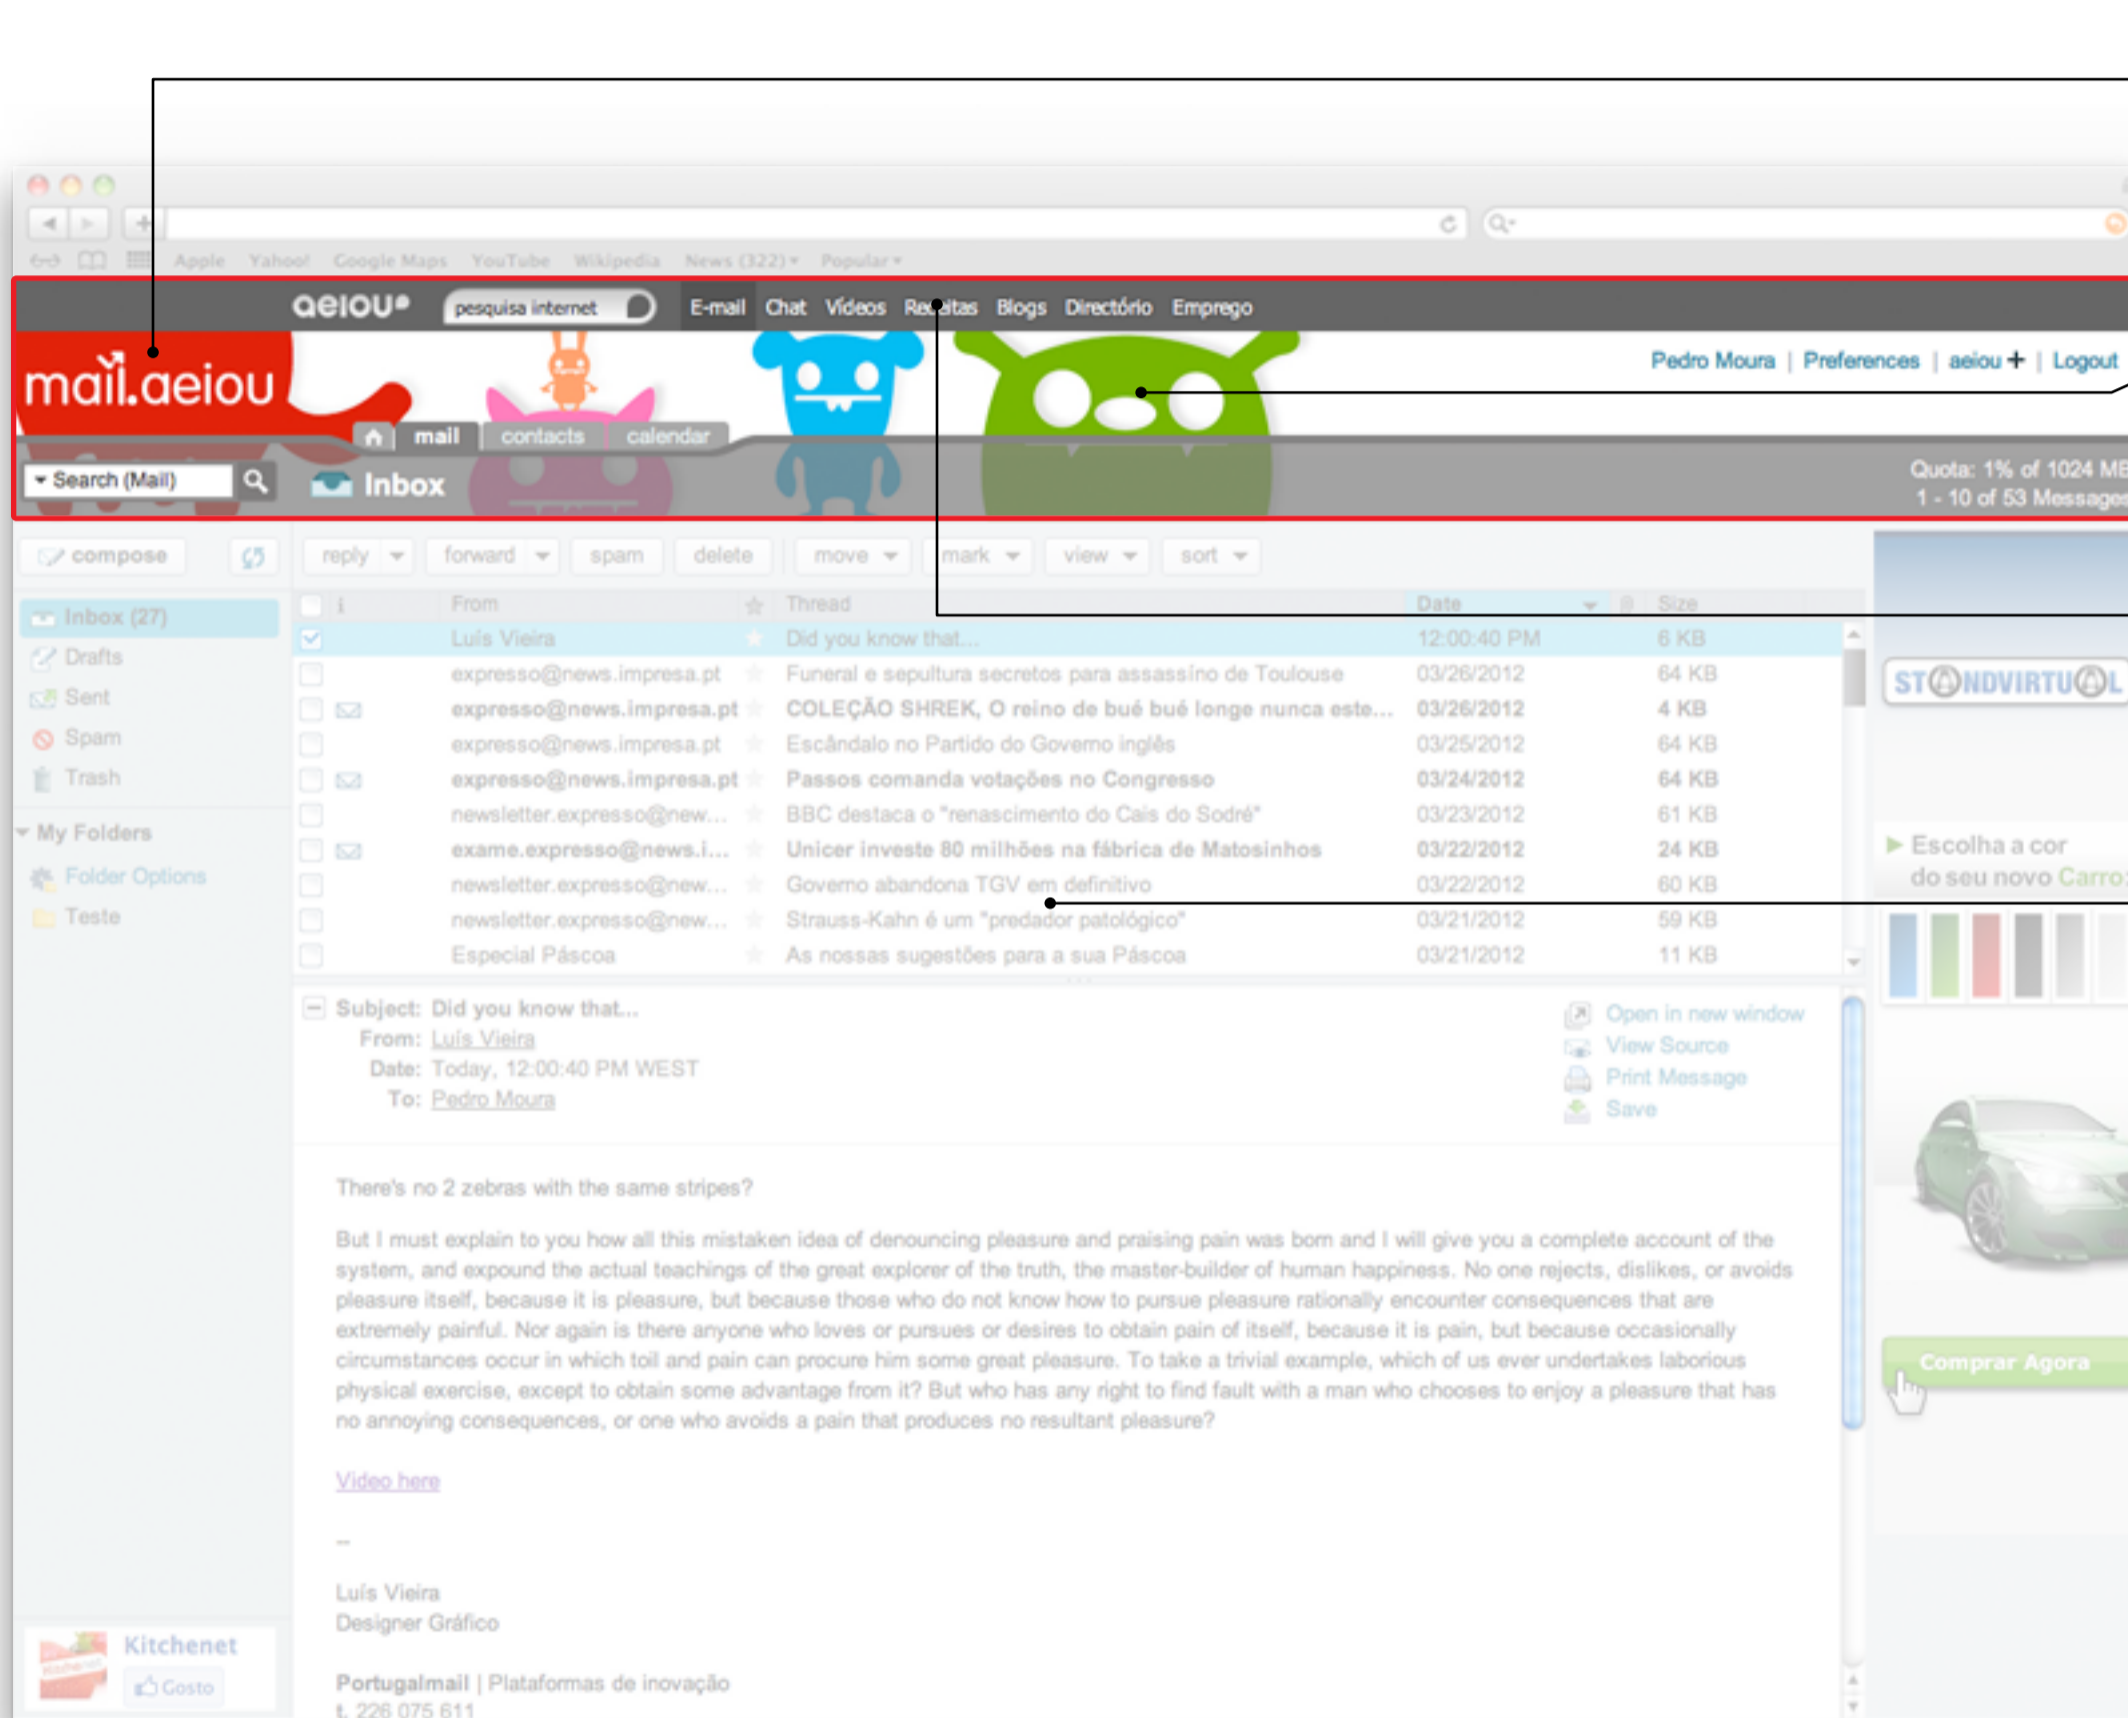 Apple Yahoo! Google Maps YouTube Wikipedia News (322) Popular
aeiou pesquisa internet E-mail Chat Vídeos Receitas Blogs Directório Emprego
mail.aeiou
Pedro Moura | Preferences | aeiou + | Logout
mail contacts calendar
Search (Mail)
Inbox
Quota: 1% of 1024 MB
1 - 10 of 53 Messages
compose reply forward spam delete move mark view sort
Inbox (27)
Drafts
Sent
Spam
Trash
My Folders
Folder Options
Teste
i From Thread Date Size
Luís Vieira Did you know that... 12:00:40 PM 6 KB
expresso@news.impresa.pt Funeral e sepultura secretos para assassino de Toulouse 03/26/2012 64 KB
expresso@news.impresa.pt COLEÇÃO SHREK, O reino de bué bué longe nunca este... 03/26/2012 4 KB
expresso@news.impresa.pt Escândalo no Partido do Governo inglês 03/25/2012 64 KB
expresso@news.impresa.pt Passos comanda votações no Congresso 03/24/2012 64 KB
newsletter.expresso@new... BBC destaca o "renascimento do Cais do Sodré" 03/23/2012 61 KB
exame.expresso@news.i... Unicer investe 80 milhões na fábrica de Matosinhos 03/22/2012 24 KB
newsletter.expresso@new... Governo abandona TGV em definitivo 03/22/2012 60 KB
newsletter.expresso@new... Strauss-Kahn é um "predador patológico" 03/21/2012 59 KB
Especial Páscoa As nossas sugestões para a sua Páscoa 03/21/2012 11 KB
STANDVIRTUAL
Escolha a cor
do seu novo Carro:
Comprar Agora
Subject: Did you know that...
From: Luís Vieira
Date: Today, 12:00:40 PM WEST
To: Pedro Moura
Open in new window
View Source
Print Message
Save
There's no 2 zebras with the same stripes?
But I must explain to you how all this mistaken idea of denouncing pleasure and praising pain was born and I will give you a complete account of the
system, and expound the actual teachings of the great explorer of the truth, the master-builder of human happiness. No one rejects, dislikes, or avoids
pleasure itself, because it is pleasure, but because those who do not know how to pursue pleasure rationally encounter consequences that are
extremely painful. Nor again is there anyone who loves or pursues or desires to obtain pain of itself, because it is pain, but because occasionally
circumstances occur in which toil and pain can procure him some great pleasure. To take a trivial example, which of us ever undertakes laborious
physical exercise, except to obtain some advantage from it? But who has any right to find fault with a man who chooses to enjoy a pleasure that has
no annoying consequences, or one who avoids a pain that produces no resultant pleasure?
Video here
--
Luís Vieira
Designer Gráfico
Portugalmail | Plataformas de inovação
t. 226 075 611
Kitchenet
Gosto